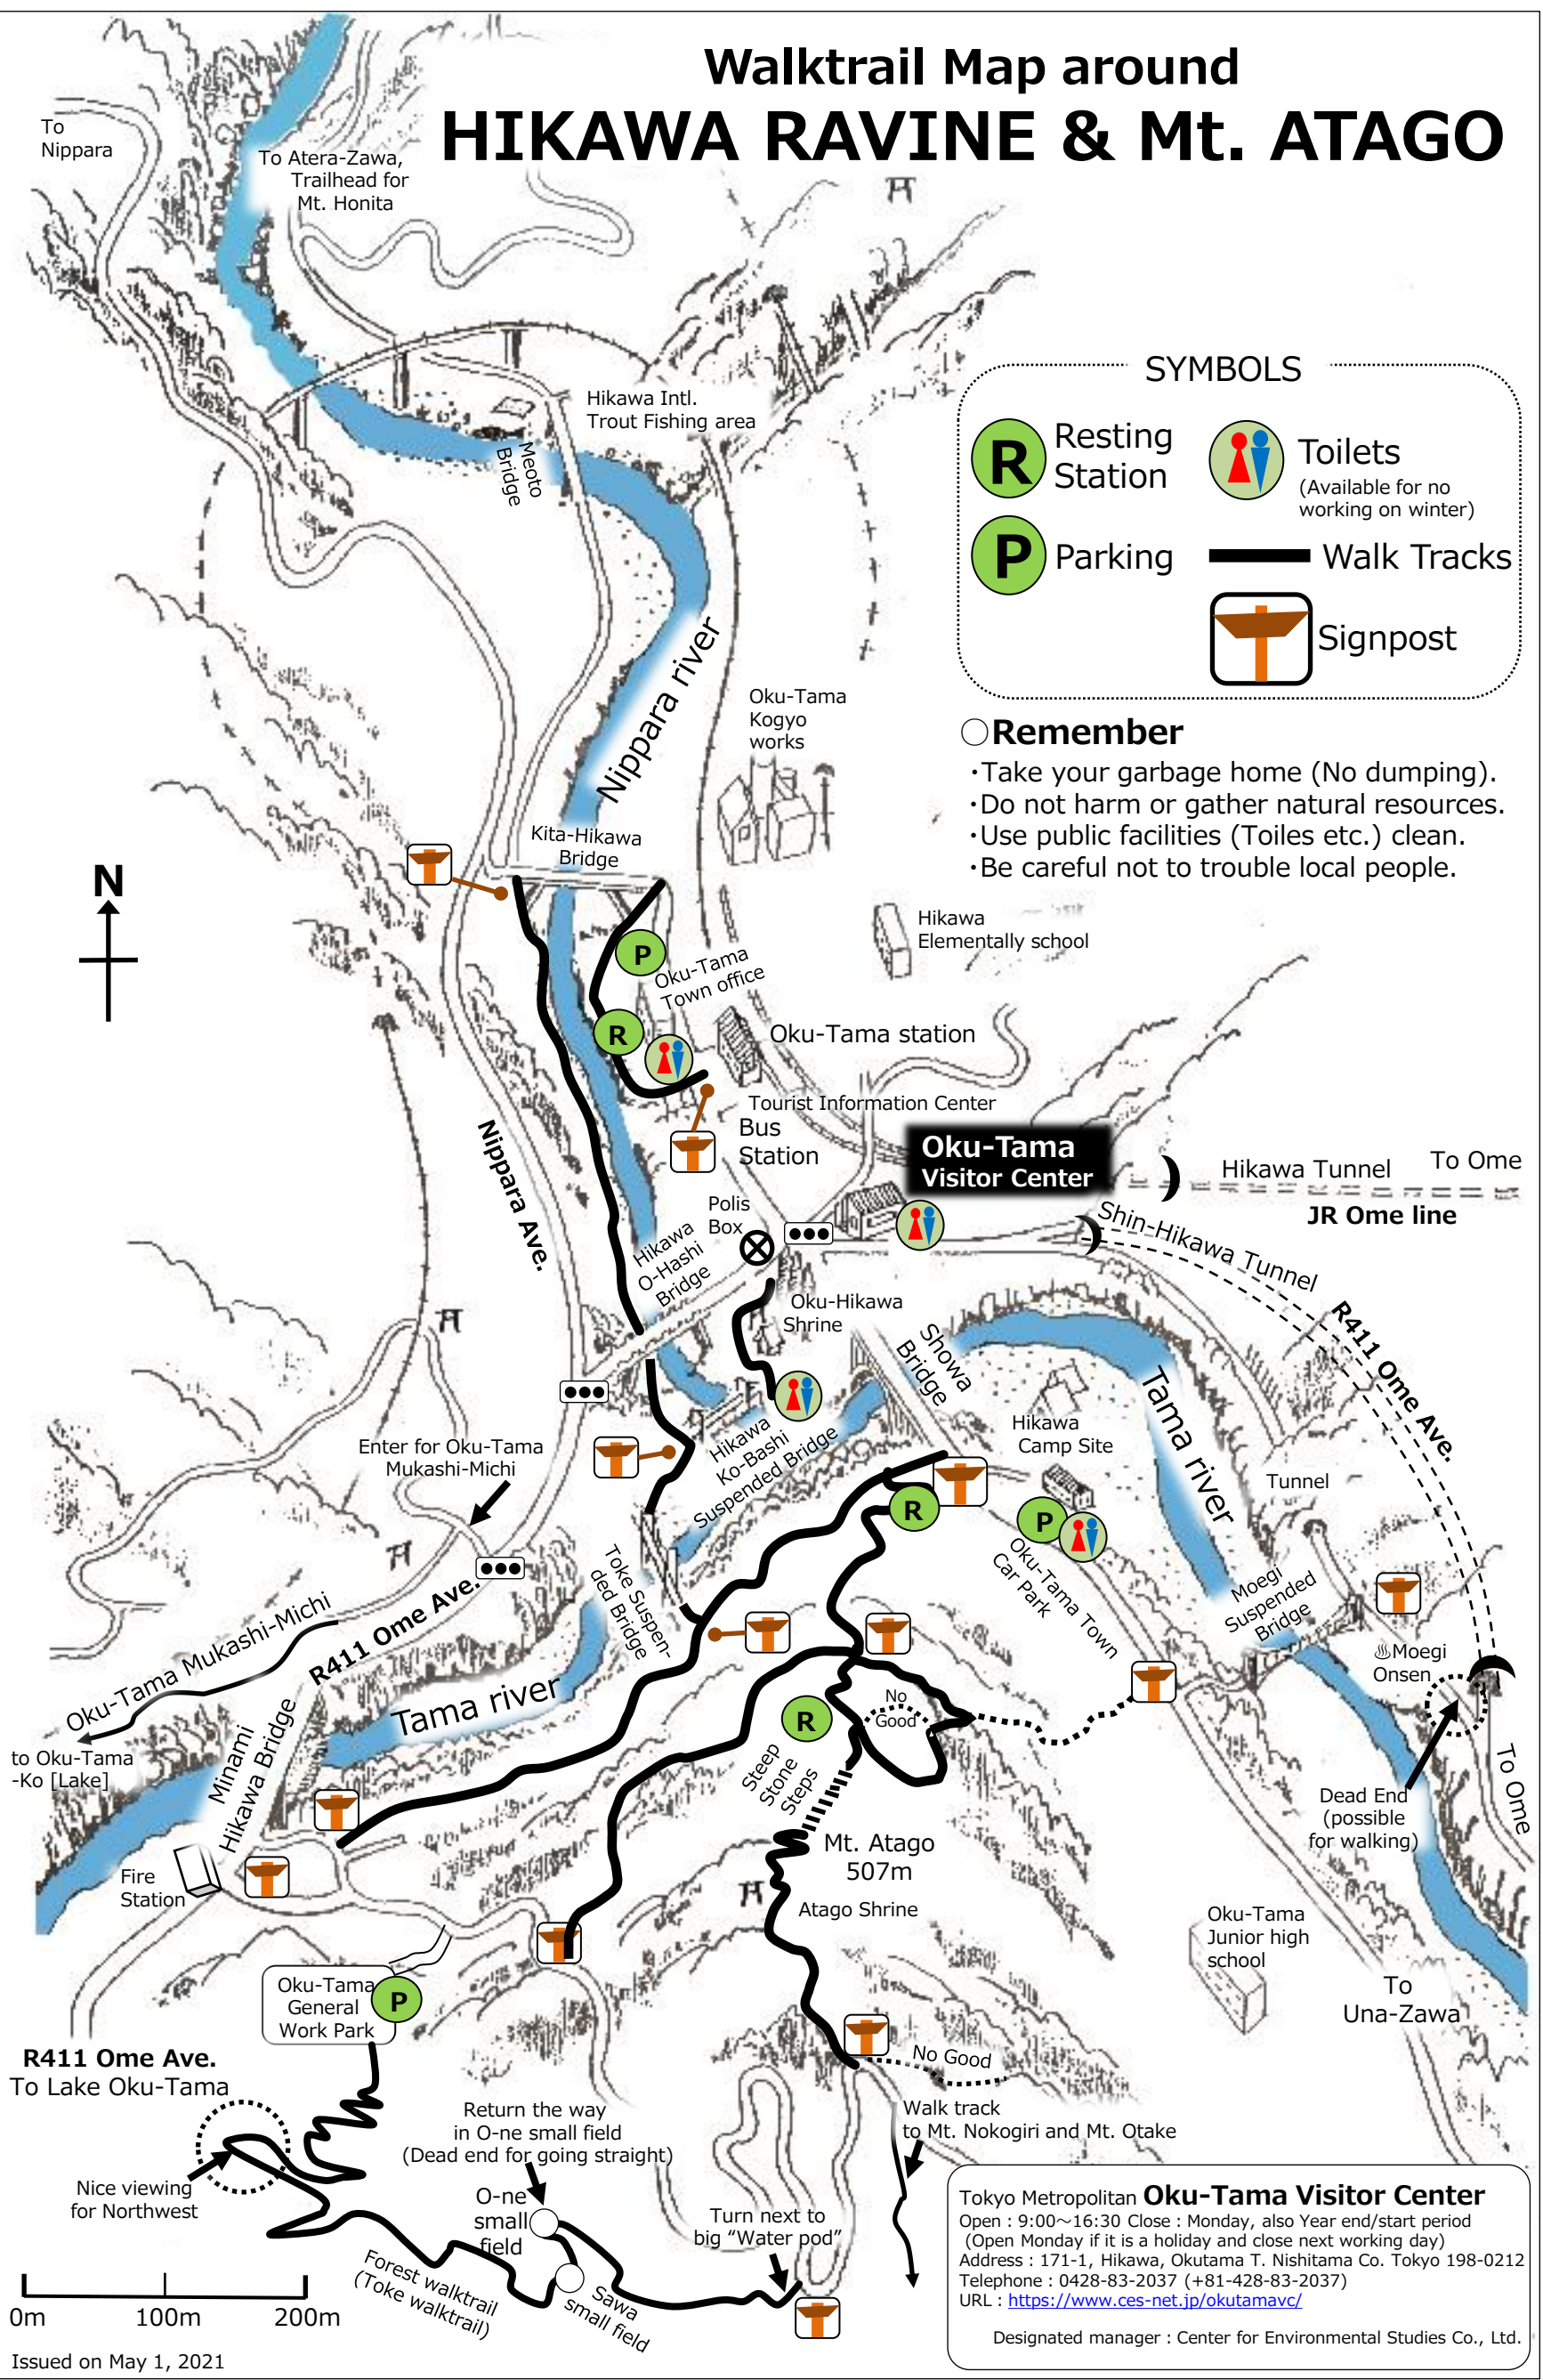 Walktrail Map around
HIKAWA RAVINE & Mt. ATAGO
To
Nippara
To Atera-Zawa,
Trailhead for
Mt. Honita
Hikawa Intl.
Trout Fishing area
Meoto
Bridge
SYMBOLS
R
Resting
Station
Toilets
(Available for no
working on winter)
P
Parking
Walk Tracks
Signpost
Nippara river
Oku-Tama
Kogyo
works
○Remember
・Take your garbage home (No dumping).
・Do not harm or gather natural resources.
・Use public facilities (Toiles etc.) clean.
・Be careful not to trouble local people.
Kita-Hikawa
Bridge
N
P
Oku-Tama
Town office
Hikawa
Elementally school
R
Oku-Tama station
Tourist Information Center
Bus
Station
Oku-Tama
Visitor Center
Hikawa Tunnel
To Ome
JR Ome line
Nippara Ave.
Polis
Box
Shin-Hikawa Tunnel
Hikawa
O-Hashi
Bridge
Oku-Hikawa
Shrine
Showa
Bridge
R411 Ome Ave.
Tama river
Hikawa
Ko-Bashi
Suspended Bridge
Hikawa
Camp Site
Enter for Oku-Tama
Mukashi-Michi
Tunnel
R
P
Oku-Tama Town
Car Park
Toke Suspen-
ded Bridge
Moegi
Suspended
Bridge
♨Moegi
Onsen
Oku-Tama Mukashi-Michi
R411 Ome Ave.
Tama river
to Oku-Tama
-Ko [Lake]
Minami
Hikawa Bridge
R
No
Good
Steep
Stone
Steps
To Ome
Dead End
(possible
for walking)
Mt. Atago
507m
Fire
Station
Atago Shrine
Oku-Tama
Junior high
school
Oku-Tama
General
Work Park
P
To
Una-Zawa
R411 Ome Ave.
To Lake Oku-Tama
No Good
Return the way
in O-ne small field
(Dead end for going straight)
Walk track
to Mt. Nokogiri and Mt. Otake
Nice viewing
for Northwest
O-ne
small
field
Turn next to
big “Water pod”
Forest walktrail
(Toke walktrail)
Sawa
small field
Tokyo Metropolitan Oku-Tama Visitor Center
Open : 9:00～16:30 Close : Monday, also Year end/start period
(Open Monday if it is a holiday and close next working day)
Address : 171-1, Hikawa, Okutama T. Nishitama Co. Tokyo 198-0212
Telephone : 0428-83-2037 (+81-428-83-2037)
URL : https://www.ces-net.jp/okutamavc/
Designated manager : Center for Environmental Studies Co., Ltd.
0m 100m 200m
Issued on May 1, 2021